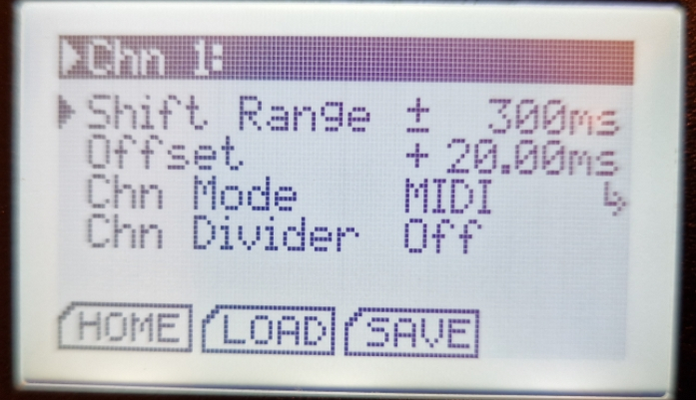 Chn 1:
Shift Range ± 300ms
Offset + 20.00ms
Chn Mode MIDI ↳
Chn Divider Off
HOME LOAD SAVE